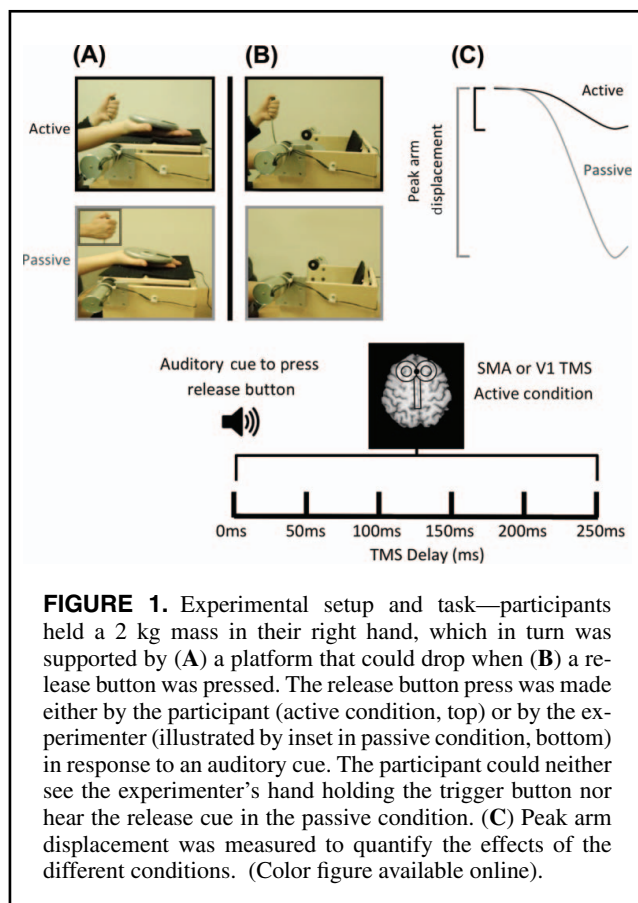 (A)
(B)
(C)
Active
Passive
Peak arm
displacement
Active
Passive
Auditory cue to press
release button
SMA or V1 TMS
Active condition
0ms
50ms
100ms
150ms
200ms
250ms
TMS Delay (ms)
FIGURE 1. Experimental setup and task—participants
held a 2 kg mass in their right hand, which in turn was
supported by (A) a platform that could drop when (B) a re-
lease button was pressed. The release button press was made
either by the participant (active condition, top) or by the ex-
perimenter (illustrated by inset in passive condition, bottom)
in response to an auditory cue. The participant could neither
see the experimenter's hand holding the trigger button nor
hear the release cue in the passive condition. (C) Peak arm
displacement was measured to quantify the effects of the
different conditions. (Color figure available online).